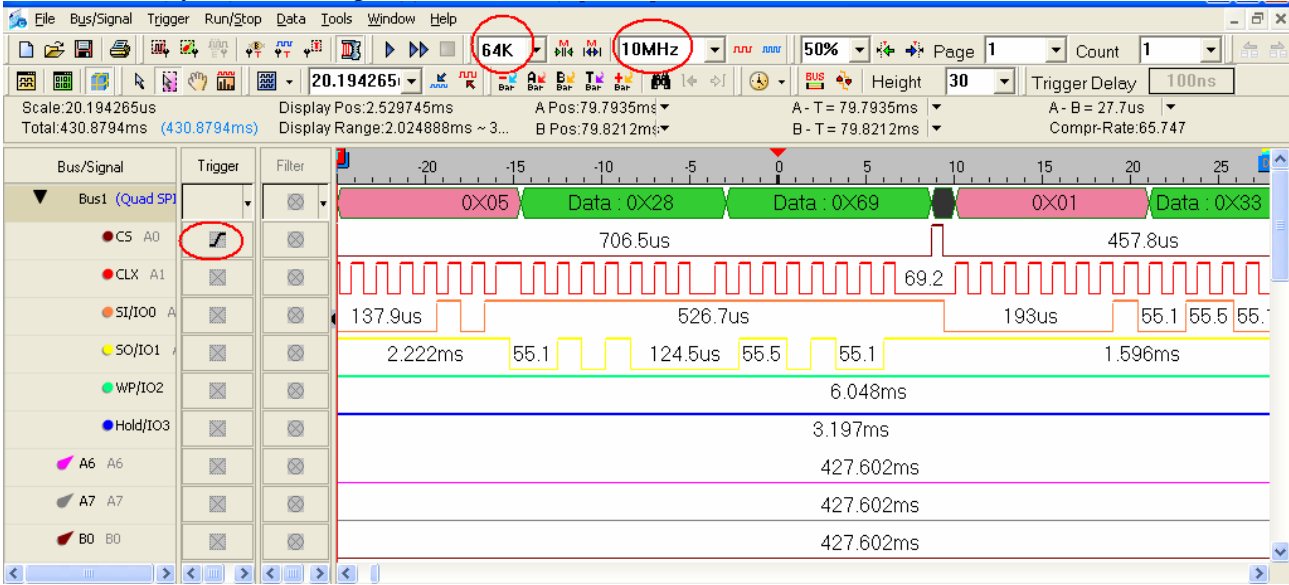 File Bus/Signal Trigger Run/Stop Data Tools Window Help
64K 10MHz 50% Page 1 Count 1
20.194265 Bar Bar Bar Bar Bar BUS Height 30 Trigger Delay 100ns
Scale:20.194265us Display Pos:2.529745ms A Pos:79.7935ms A - T = 79.7935ms A - B = 27.7us
Total:430.8794ms (430.8794ms) Display Range:2.024888ms ~ 3... B Pos:79.8212ms B - T = 79.8212ms Compr-Rate:65.747
Bus/Signal Trigger Filter -20 -15 -10 -5 0 5 10 15 20 25
Bus1 (Quad SPI 0X05 Data : 0X28 Data : 0X69 0X01 Data : 0X33
CS A0 706.5us 457.8us
CLX A1 69.2
SI/IO0 A 137.9us 526.7us 193us 55.1 55.5 55.
SO/IO1 2.222ms 55.1 124.5us 55.5 55.1 1.596ms
WP/IO2 6.048ms
Hold/IO3 3.197ms
A6 A6 427.602ms
A7 A7 427.602ms
B0 B0 427.602ms